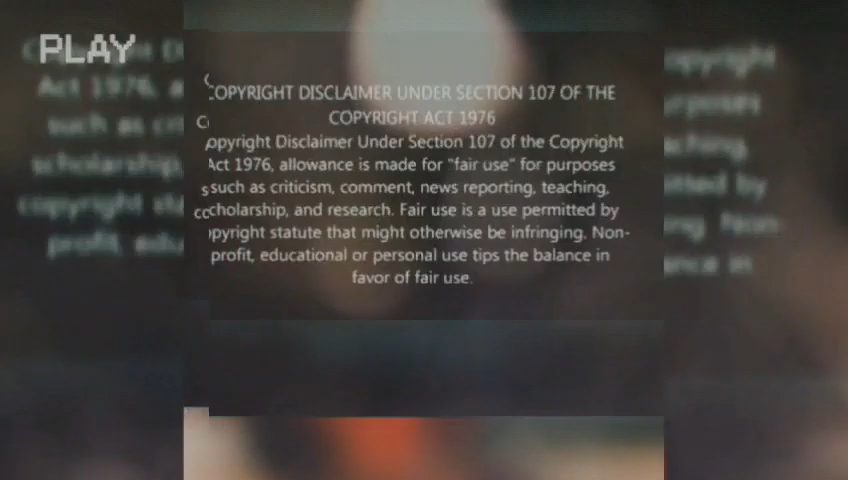 PLAY
COPYRIGHT DISCLAIMER UNDER SECTION 107 OF THE
COPYRIGHT ACT 1976
opyright Disclaimer Under Section 107 of the Copyright
Act 1976, allowance is made for "fair use" for purposes
such as criticism, comment, news reporting, teaching,
scholarship, and research. Fair use is a use permitted by
opyright statute that might otherwise be infringing. Non-
profit, educational or personal use tips the balance in
favor of fair use.